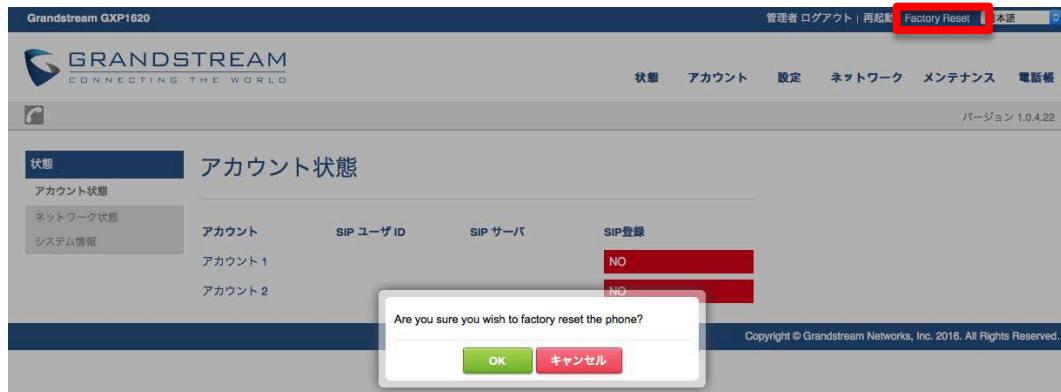 Grandstream GXP1620
管理者 ログアウト | 再起動 Factory Reset 本語
GRANDSTREAM
CONNECTING THE WORLD
状態 アカウント 設定 ネットワーク メンテナンス 電話帳
バージョン 1.0.4.22
状態
アカウント状態
ネットワーク状態
システム情報
アカウント状態
アカウント SIP ユーザ ID SIP サーバ SIP登録
アカウント 1 NO
アカウント 2 NO
Are you sure you wish to factory reset the phone?
OK キャンセル
Copyright © Grandstream Networks, Inc. 2016. All Rights Reserved.